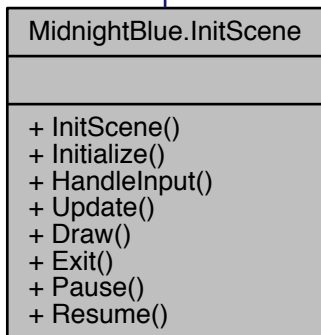 MidnightBlue.InitScene
+ InitScene()
+ Initialize()
+ HandleInput()
+ Update()
+ Draw()
+ Exit()
+ Pause()
+ Resume()